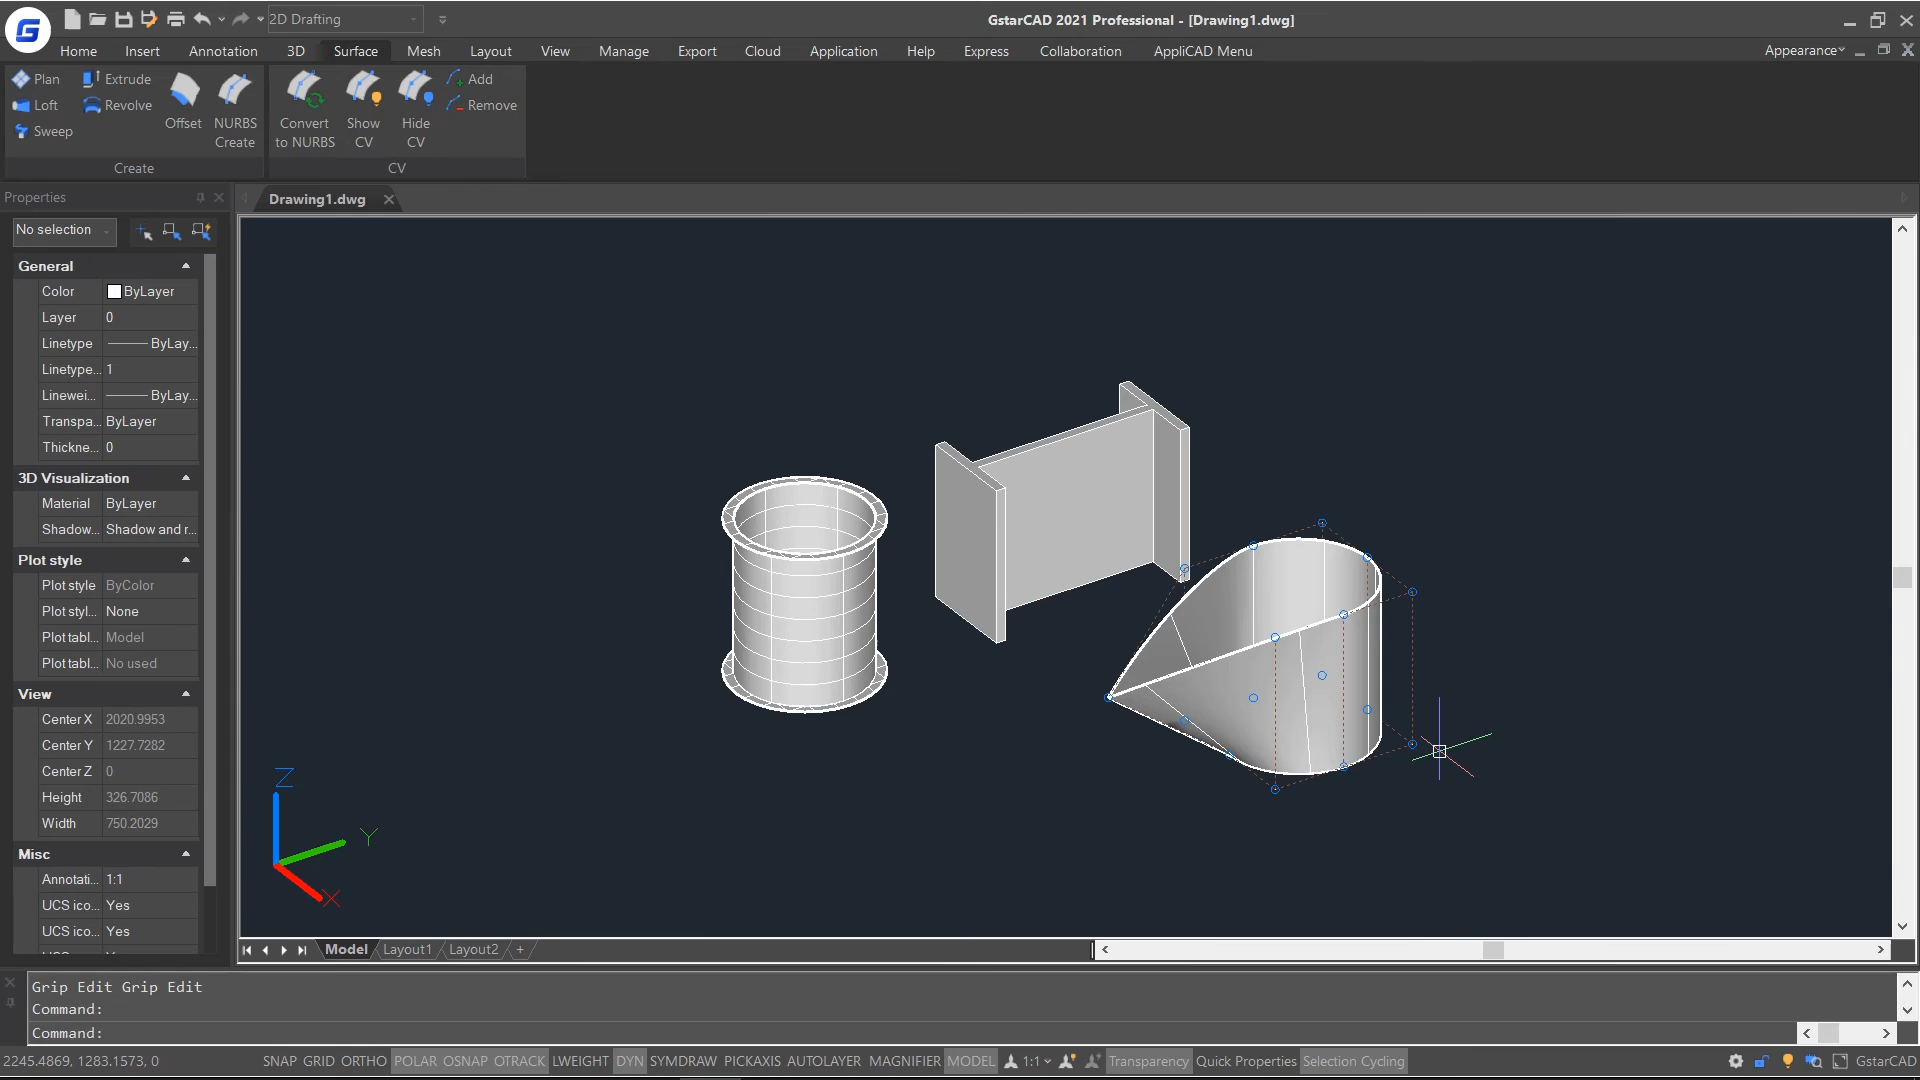 2D Drafting
GstarCAD 2021 Professional - [Drawing1.dwg]
Home Insert Annotation 3D Surface Mesh Layout View Manage Export Cloud Application Help Express Collaboration AppliCAD Menu Appearance
Plan Extrude Add
Loft Revolve Remove
Sweep Offset NURBS Create Convert to NURBS Show CV Hide CV
Create CV
Properties
Drawing1.dwg
No selection
General
Color ByLayer
Layer 0
Linetype ByLay...
Linetype... 1
Linewei... ByLay...
Transpa... ByLayer
Thickne... 0
3D Visualization
Material ByLayer
Shadow... Shadow and r...
Plot style
Plot style ByColor
Plot styl... None
Plot tabl... Model
Plot tabl... No used
View
Center X 2020.9953
Center Y 1227.7282
Center Z 0
Height 326.7086
Width 750.2029
Misc
Annotati... 1:1
UCS ico... Yes
UCS ico... Yes
Z
Y
X
Model Layout1 Layout2 +
Grip Edit Grip Edit
Command:
Command:
2245.4869, 1283.1573, 0 SNAP GRID ORTHO POLAR OSNAP OTRACK LWEIGHT DYN SYMDRAW PICKAXIS AUTOLAYER MAGNIFIER MODEL 1:1 Transparency Quick Properties Selection Cycling GstarCAD